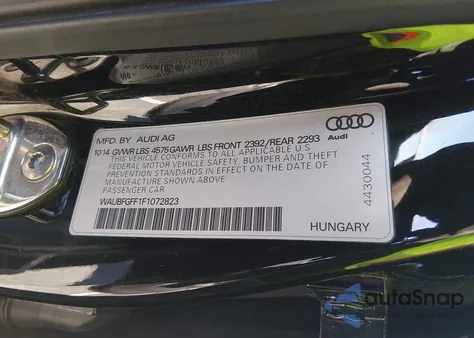 MFD. BY AUDI AG
10 14 GVWR LBS 4575 GAWR LBS FRONT 2392/REAR 2293
THIS VEHICLE CONFORMS TO ALL APPLICABLE U.S.
FEDERAL MOTOR VEHICLE SAFETY, BUMPER AND THEFT
PREVENTION STANDARDS IN EFFECT ON THE DATE
OF MANUFACTURE SHOWN ABOVE
PASSENGER CAR
WAUBFGFF1F1072823
Audi
4430044
HUNGARY
autoSnap